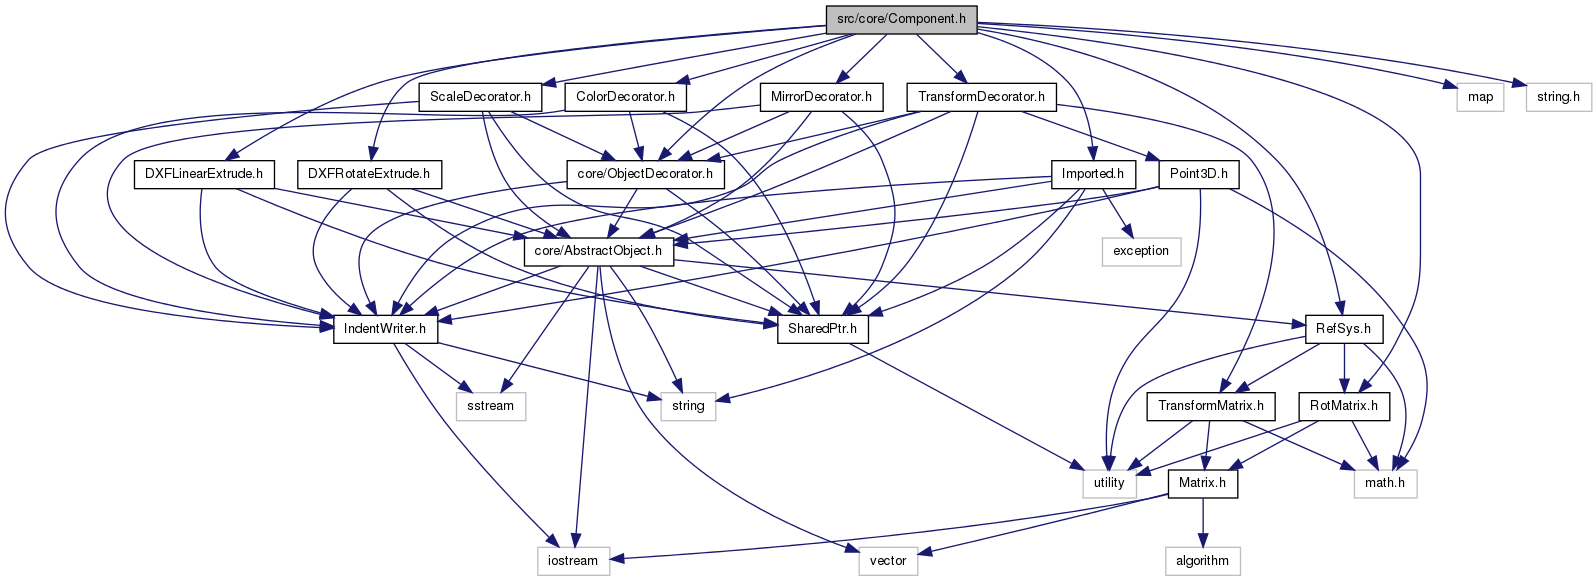 src/core/Component.h
ScaleDecorator.h
ColorDecorator.h
MirrorDecorator.h
TransformDecorator.h
map
string.h
DXFLinearExtrude.h
DXFRotateExtrude.h
core/ObjectDecorator.h
Imported.h
Point3D.h
core/AbstractObject.h
exception
IndentWriter.h
SharedPtr.h
RefSys.h
sstream
string
TransformMatrix.h
RotMatrix.h
utility
Matrix.h
math.h
iostream
vector
algorithm